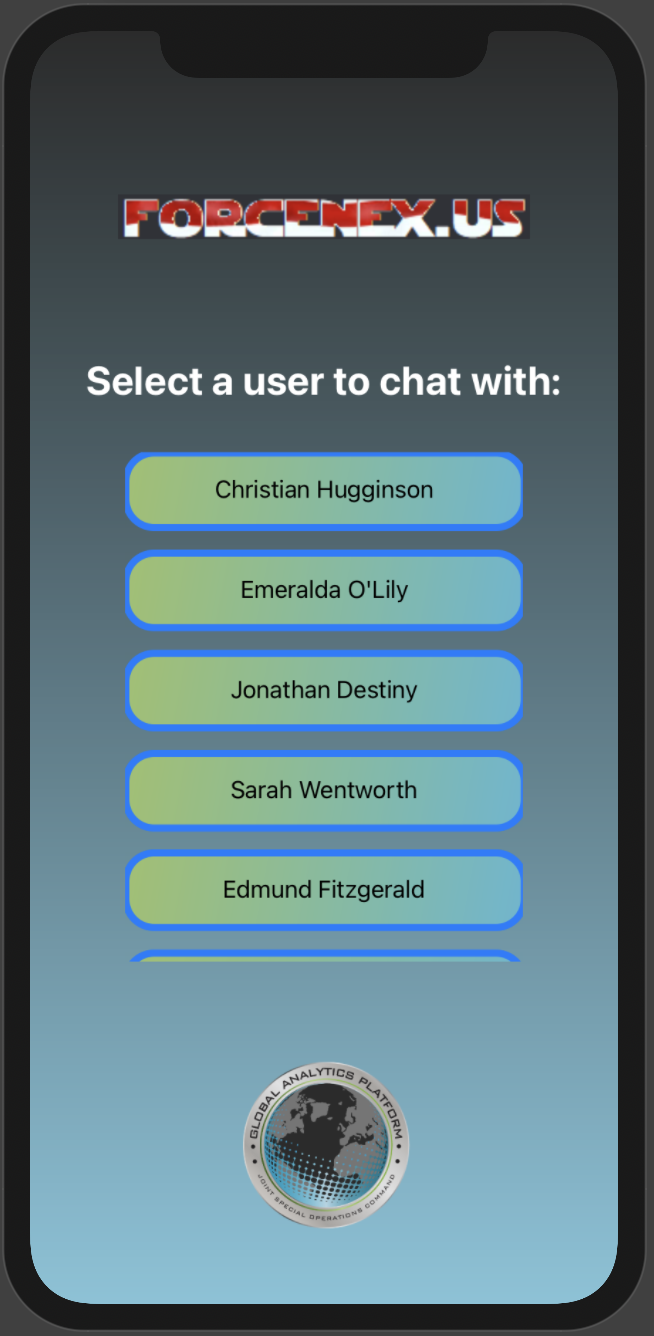 FORCENEX.US
Select a user to chat with:
Christian Hugginson
Emeralda O'Lily
Jonathan Destiny
Sarah Wentworth
Edmund Fitzgerald
GLOBAL ANALYTICS PLATFORM
JOINT SPECIAL OPERATIONS COMMAND